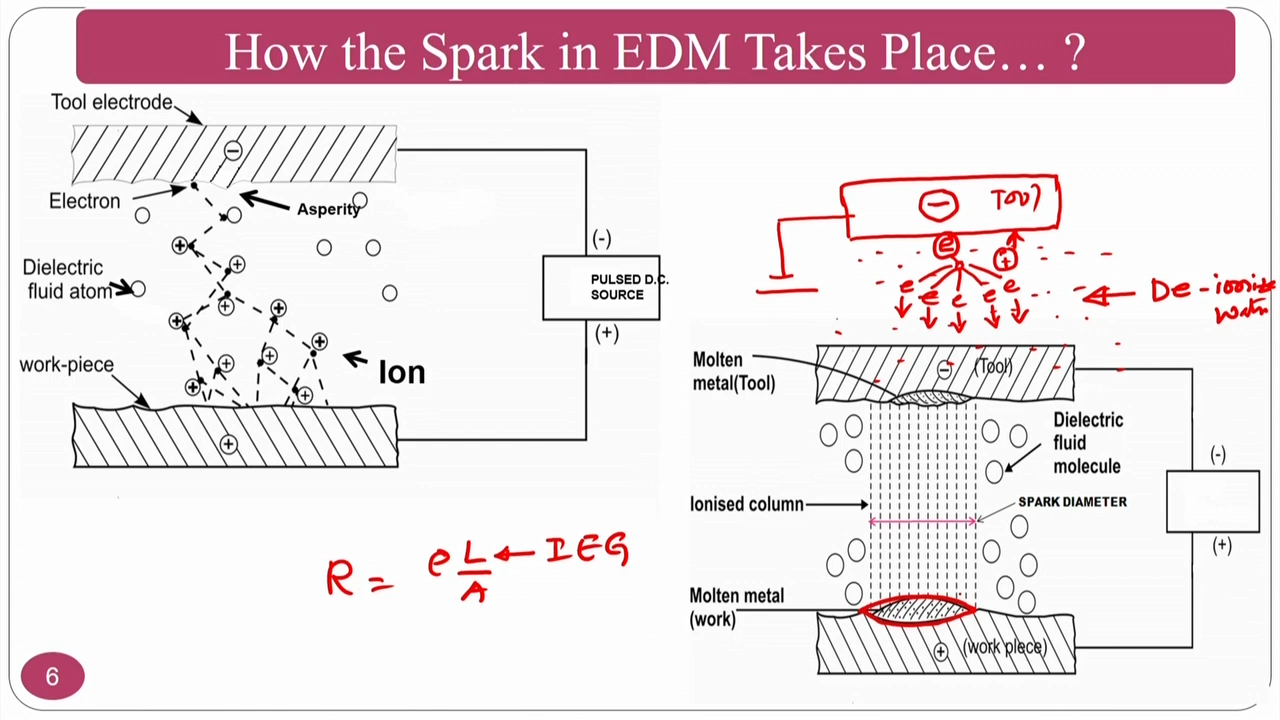 How the Spark in EDM Takes Place... ?
Tool electrode
−
Electron
Asperity
Dielectric
fluid atom
work-piece
Ion
+
(-)
PULSED D.C.
SOURCE
(+)
R = ρ L/A ← IEG
− Tool
e +
e e e e e
De-ionize
water
Molten
metal(Tool)
− (Tool)
Dielectric
fluid
molecule
(-)
Ionised column
SPARK DIAMETER
(+)
Molten metal
(work)
+ (work piece)
6